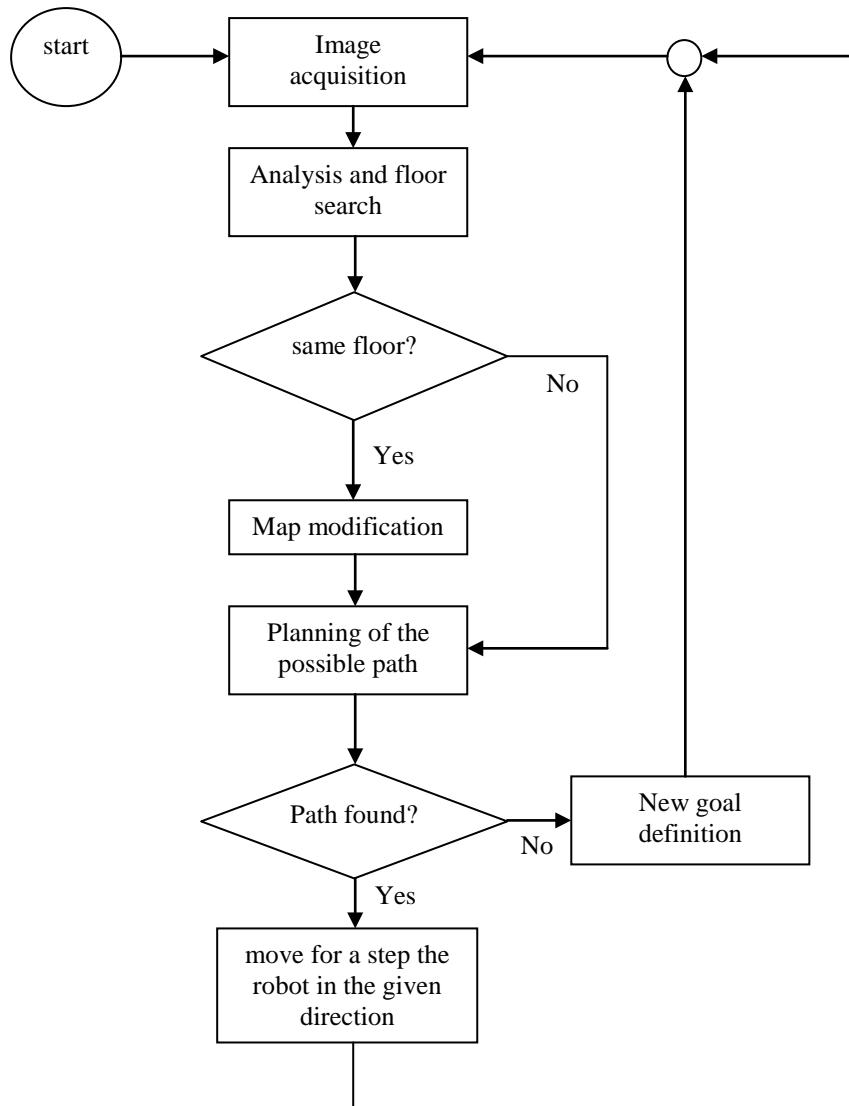 start
Image
acquisition
Analysis and floor
search
same floor?
No
Yes
Map modification
Planning of the
possible path
Path found?
No
New goal
definition
Yes
move for a step the
robot in the given
direction